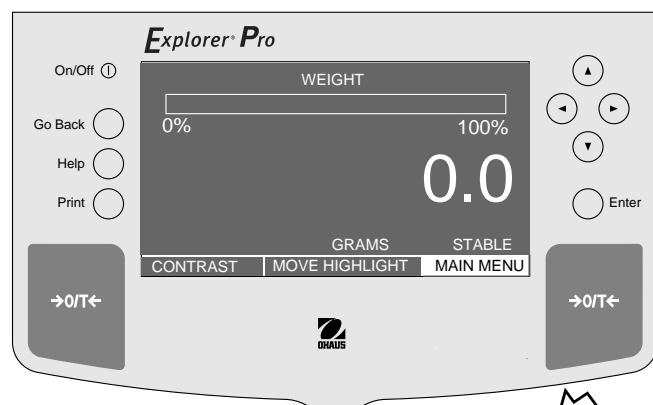 Explorer® Pro
On/Off
Go Back
Help
Print
WEIGHT
0%
100%
0.0
GRAMS
STABLE
CONTRAST
MOVE HIGHLIGHT
MAIN MENU
Enter
→0/T←
→0/T←
OHAUS